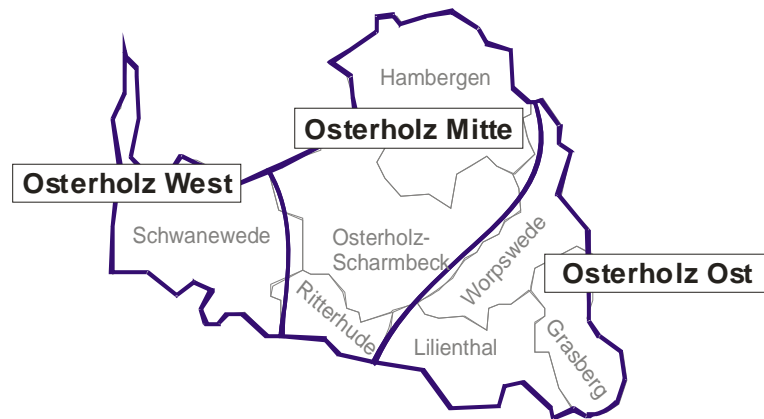 Hambergen
Osterholz Mitte
Osterholz West
Schwanewede
Osterholz-
Scharmbeck
Worpswede
Osterholz Ost
Ritterhude
Lilienthal
Grasberg